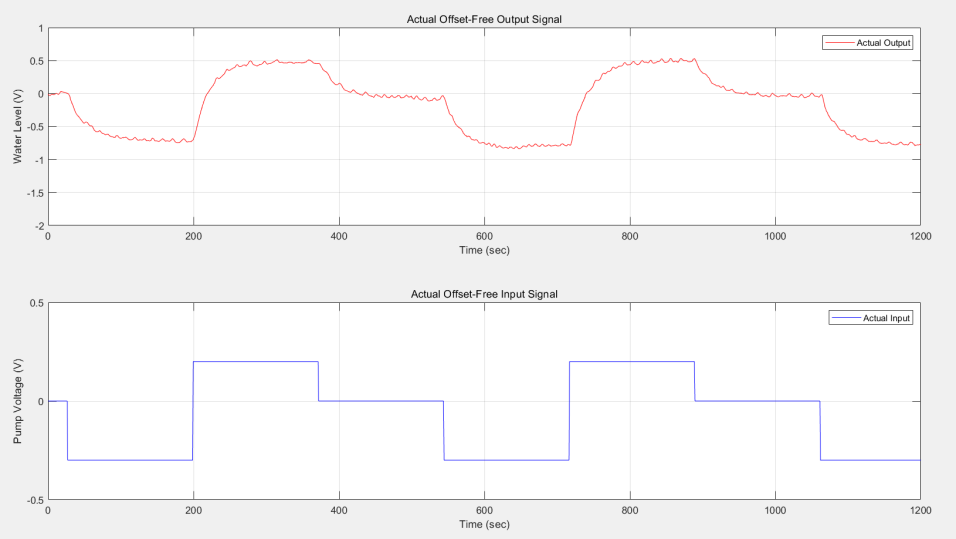 Actual Offset-Free Output Signal
1
0.5
0
-0.5
-1
-1.5
-2
Water Level (V)
Actual Output
0 200 400 600 800 1000 1200
Time (sec)
Actual Offset-Free Input Signal
0.5
0
-0.5
Pump Voltage (V)
Actual Input
0 200 400 600 800 1000 1200
Time (sec)